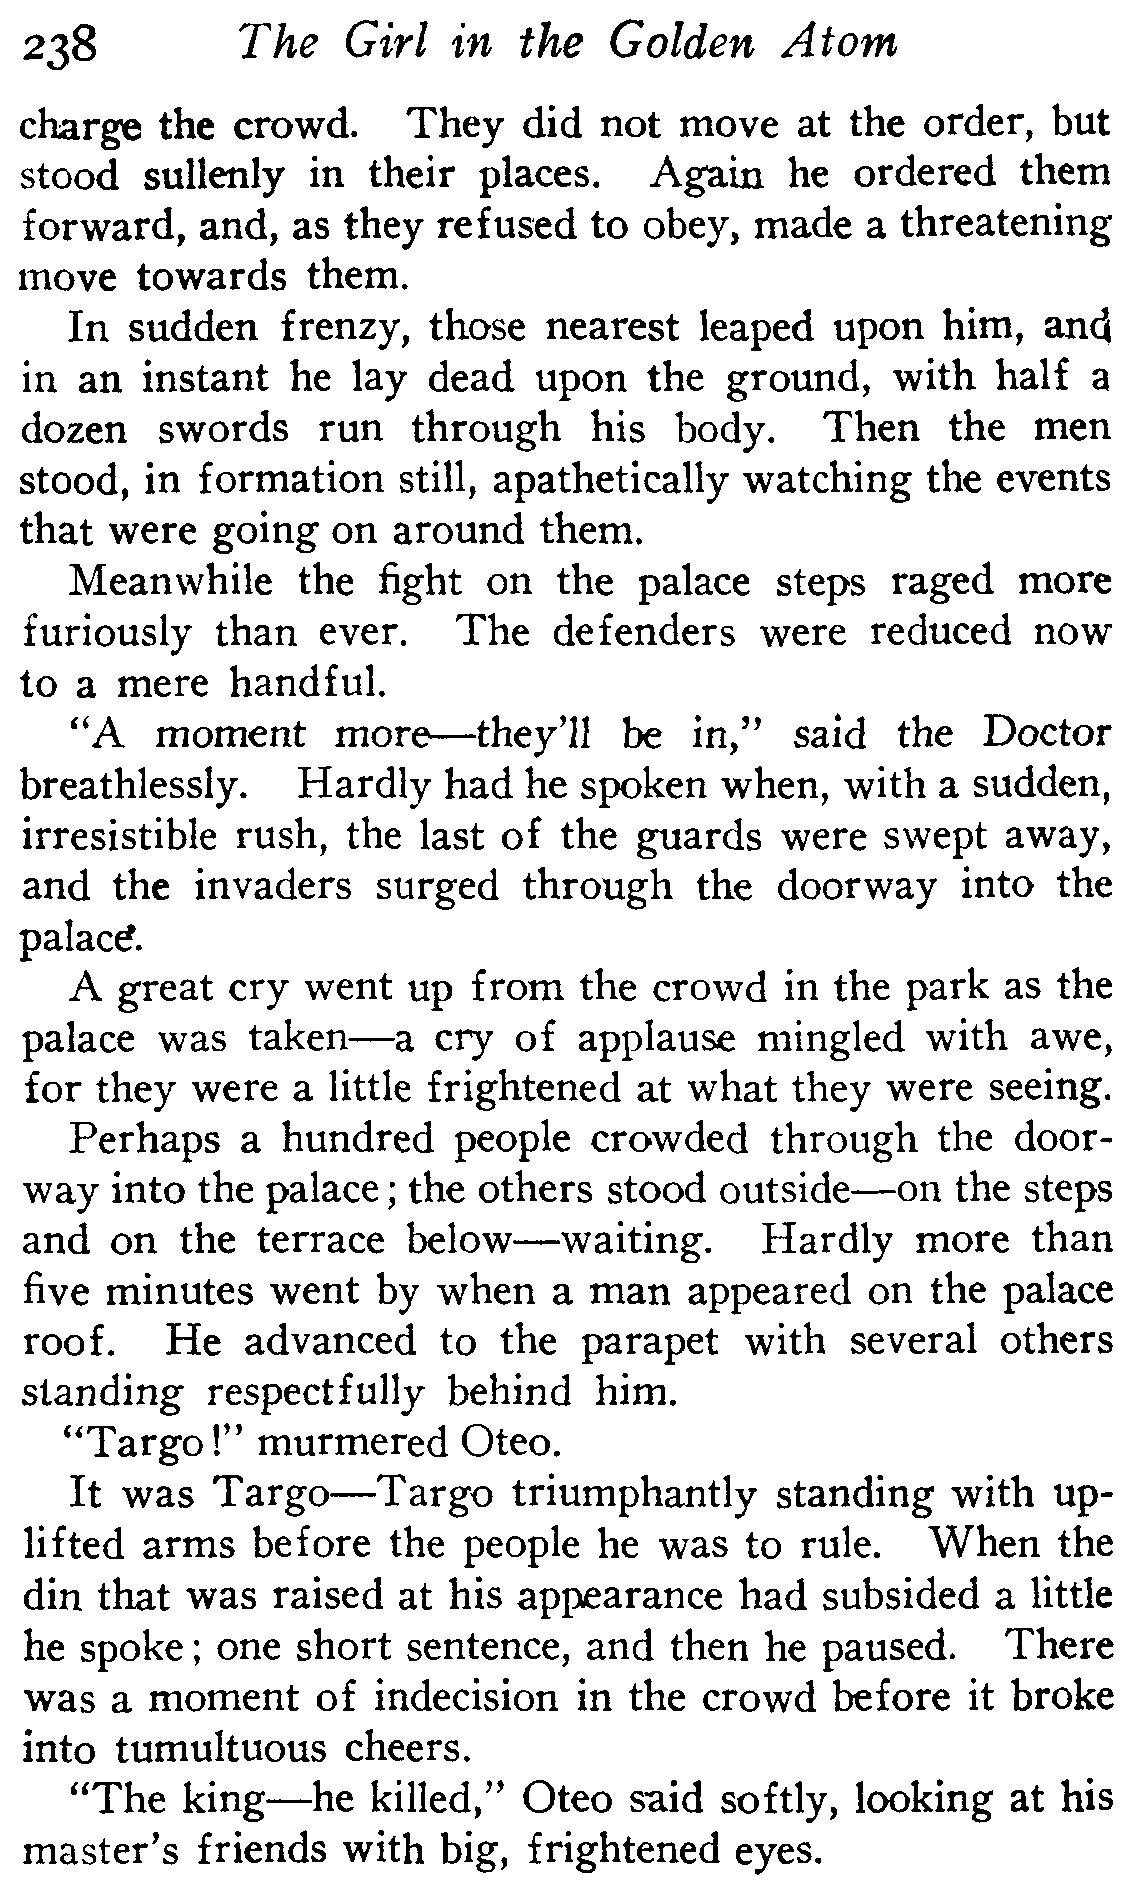 238 The Girl in the Golden Atom
charge the crowd. They did not move at the order, but
stood sullenly in their places. Again he ordered them
forward, and, as they refused to obey, made a threatening
move towards them.
In sudden frenzy, those nearest leaped upon him, and
in an instant he lay dead upon the ground, with half a
dozen swords run through his body. Then the men
stood, in formation still, apathetically watching the events
that were going on around them.
Meanwhile the fight on the palace steps raged more
furiously than ever. The defenders were reduced now
to a mere handful.
"A moment more—they'll be in," said the Doctor
breathlessly. Hardly had he spoken when, with a sudden,
irresistible rush, the last of the guards were swept away,
and the invaders surged through the doorway into the
palace.
A great cry went up from the crowd in the park as the
palace was taken—a cry of applause mingled with awe,
for they were a little frightened at what they were seeing.
Perhaps a hundred people crowded through the door-
way into the palace; the others stood outside—on the steps
and on the terrace below—waiting. Hardly more than
five minutes went by when a man appeared on the palace
roof. He advanced to the parapet with several others
standing respectfully behind him.
"Targo!" murmered Oteo.
It was Targo—Targo triumphantly standing with up-
lifted arms before the people he was to rule. When the
din that was raised at his appearance had subsided a little
he spoke; one short sentence, and then he paused. There
was a moment of indecision in the crowd before it broke
into tumultuous cheers.
"The king—he killed," Oteo said softly, looking at his
master's friends with big, frightened eyes.